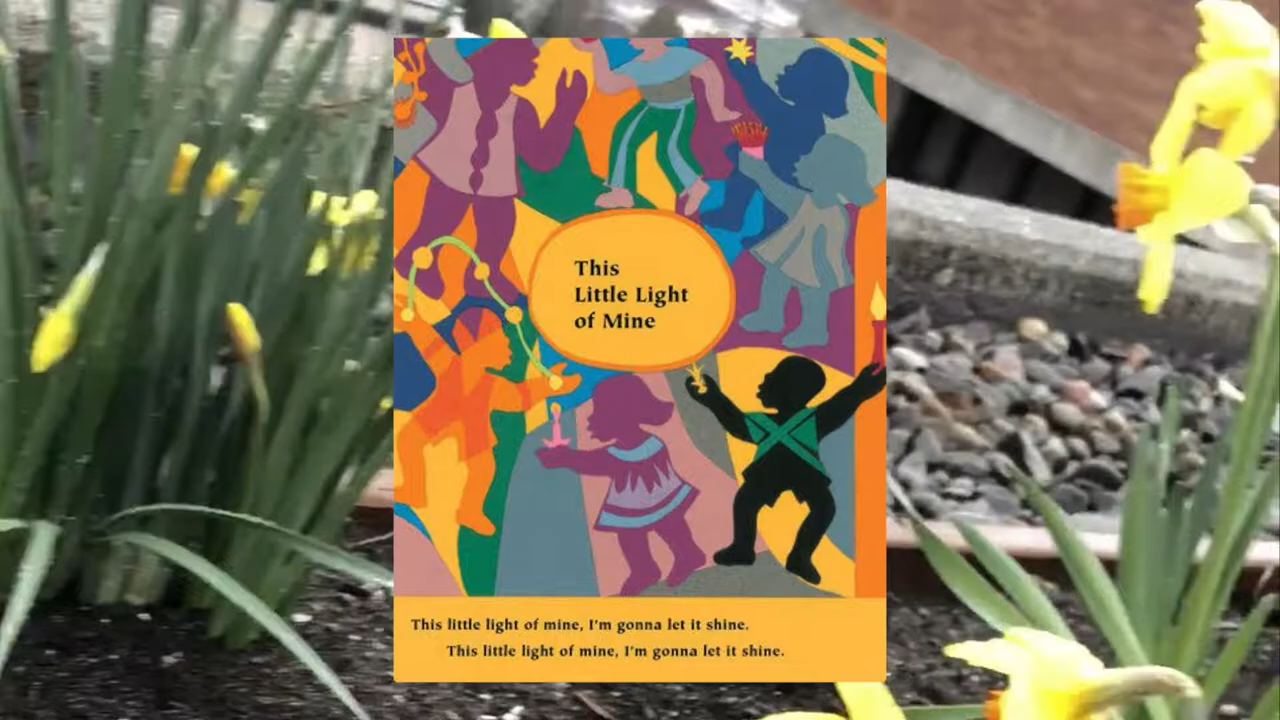 This
Little Light
of Mine
This little light of mine, I'm gonna let it shine.
This little light of mine, I'm gonna let it shine.